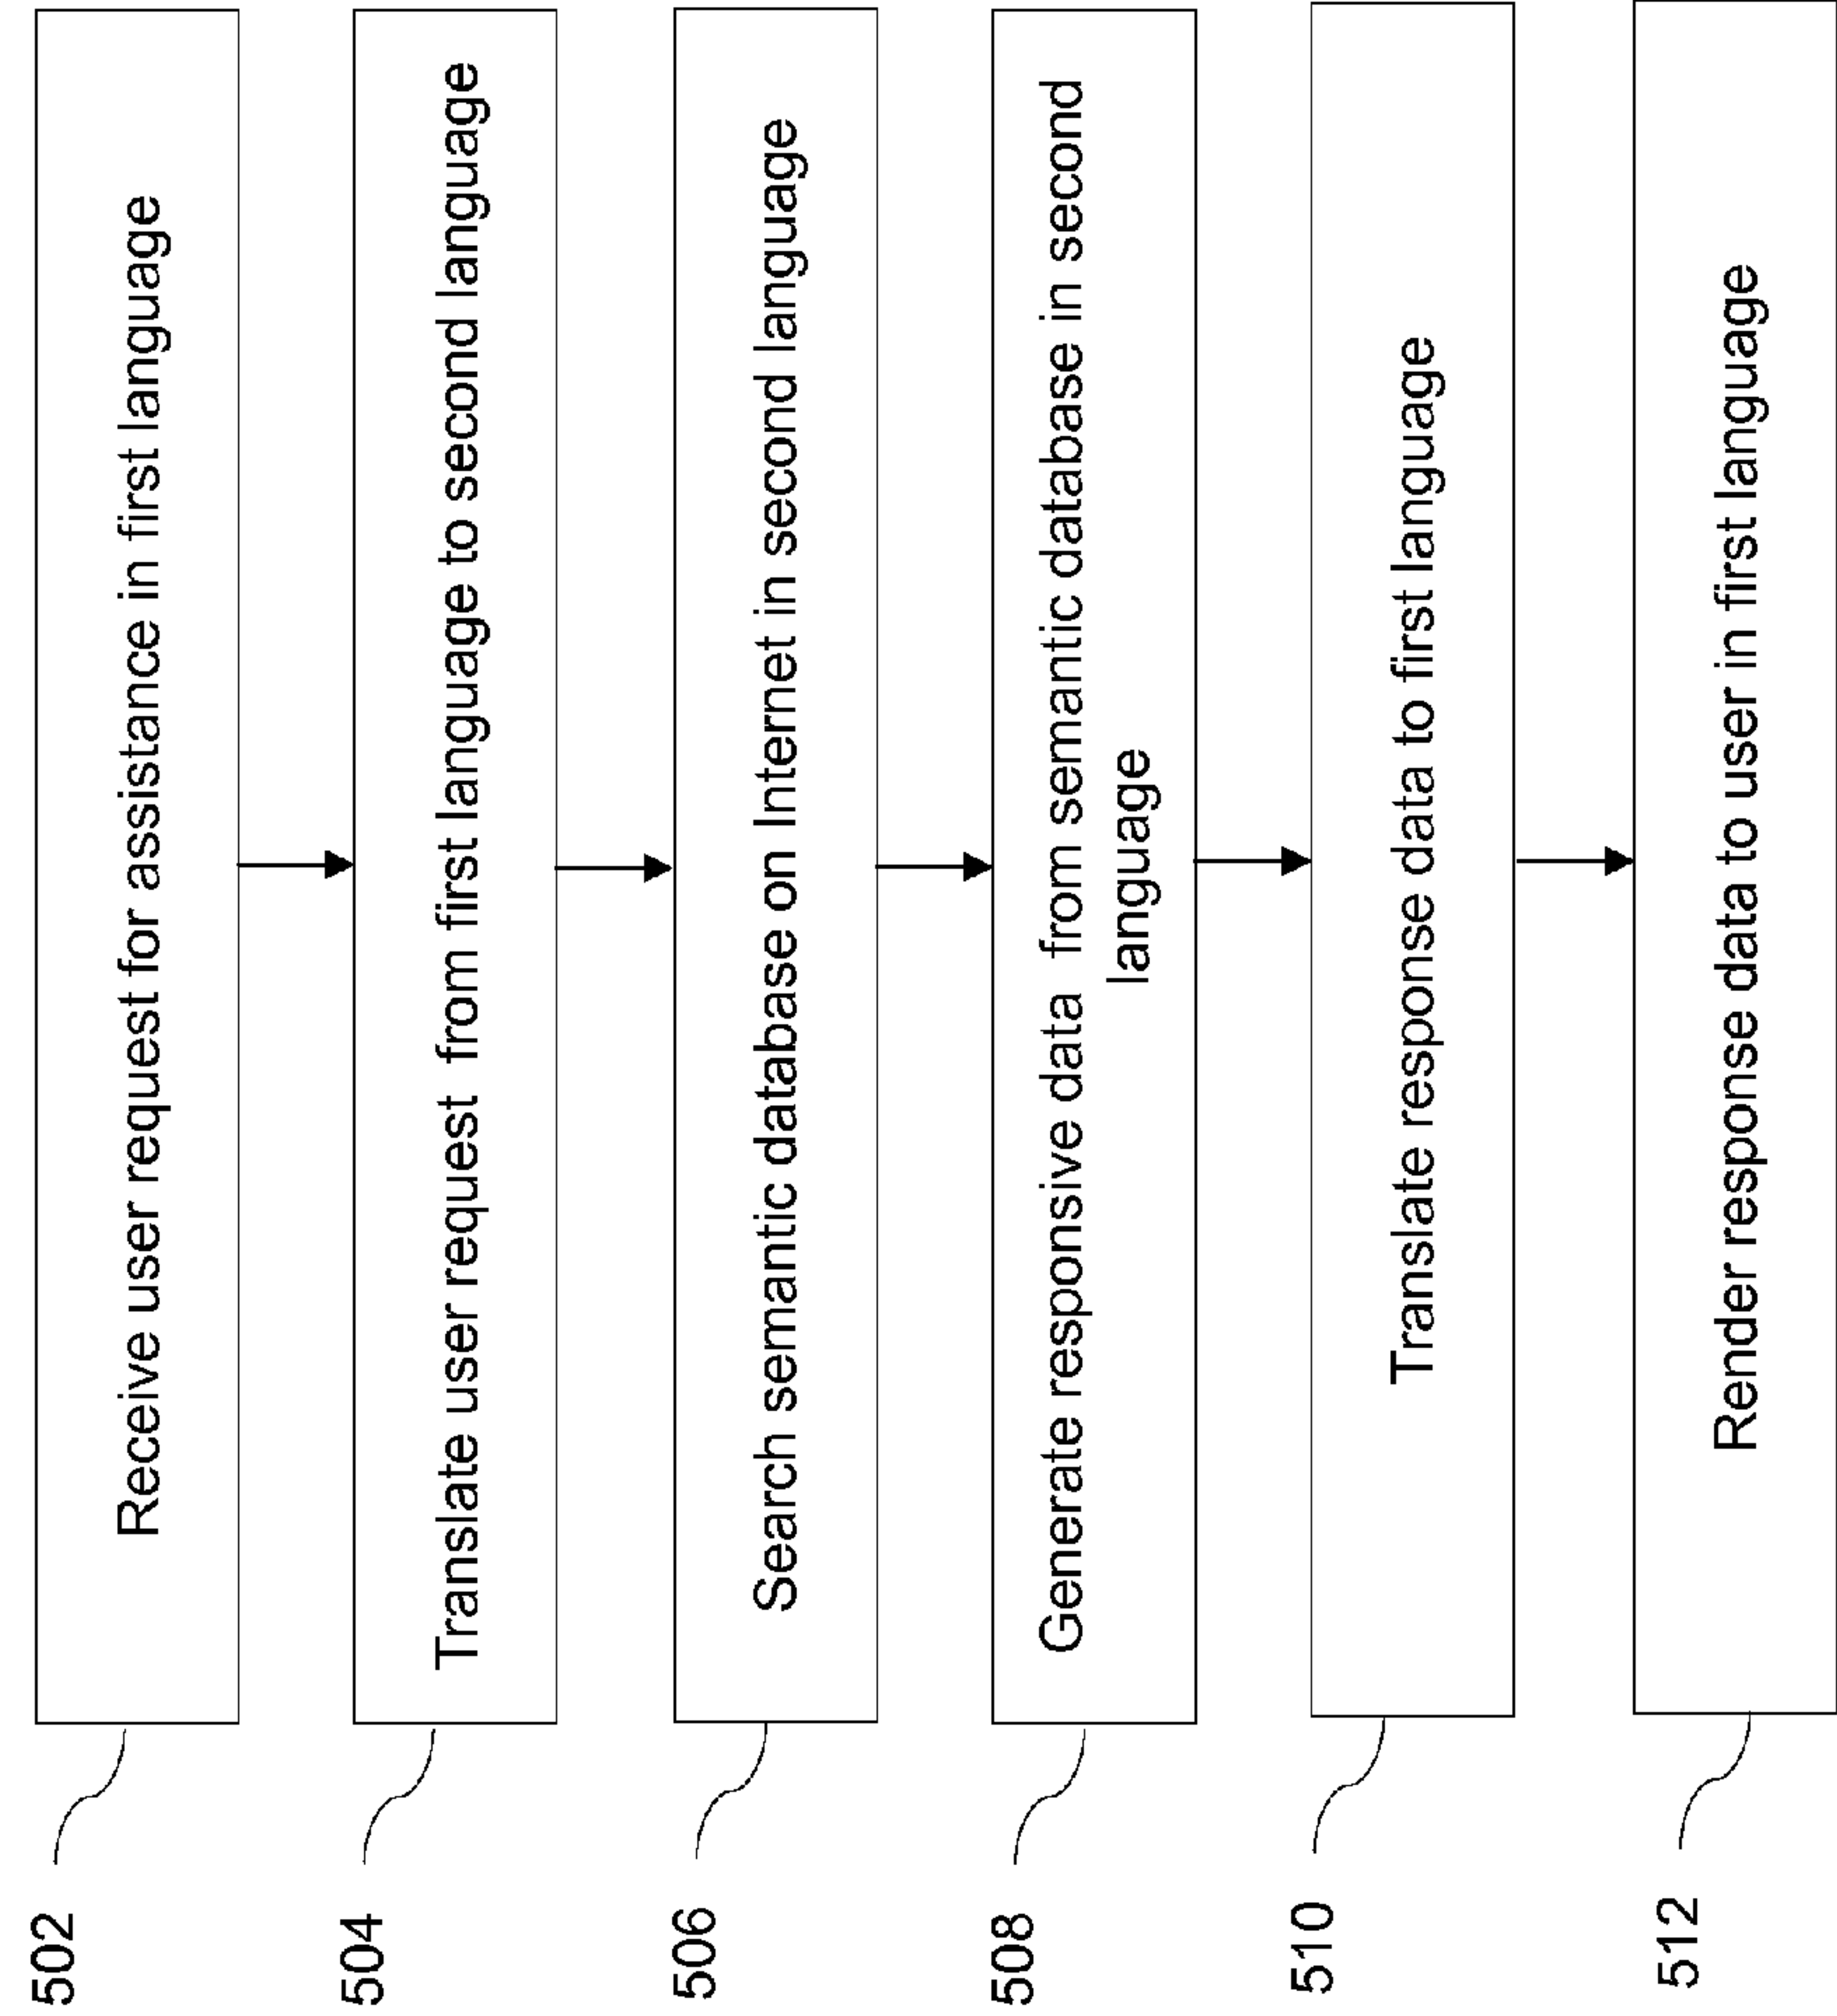 502
Receive user request for assistance in first language
504
Translate user request from first language to second language
506
Search semantic database on Internet in second language
508
Generate responsive data from semantic database in second
language
510
Translate response data to first language
512
Render response data to user in first language